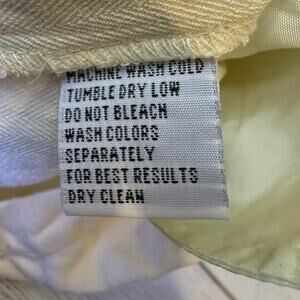 MACHINE WASH COLD
TUMBLE DRY LOW
DO NOT BLEACH
WASH COLORS
SEPARATELY
FOR BEST RESULTS
DRY CLEAN